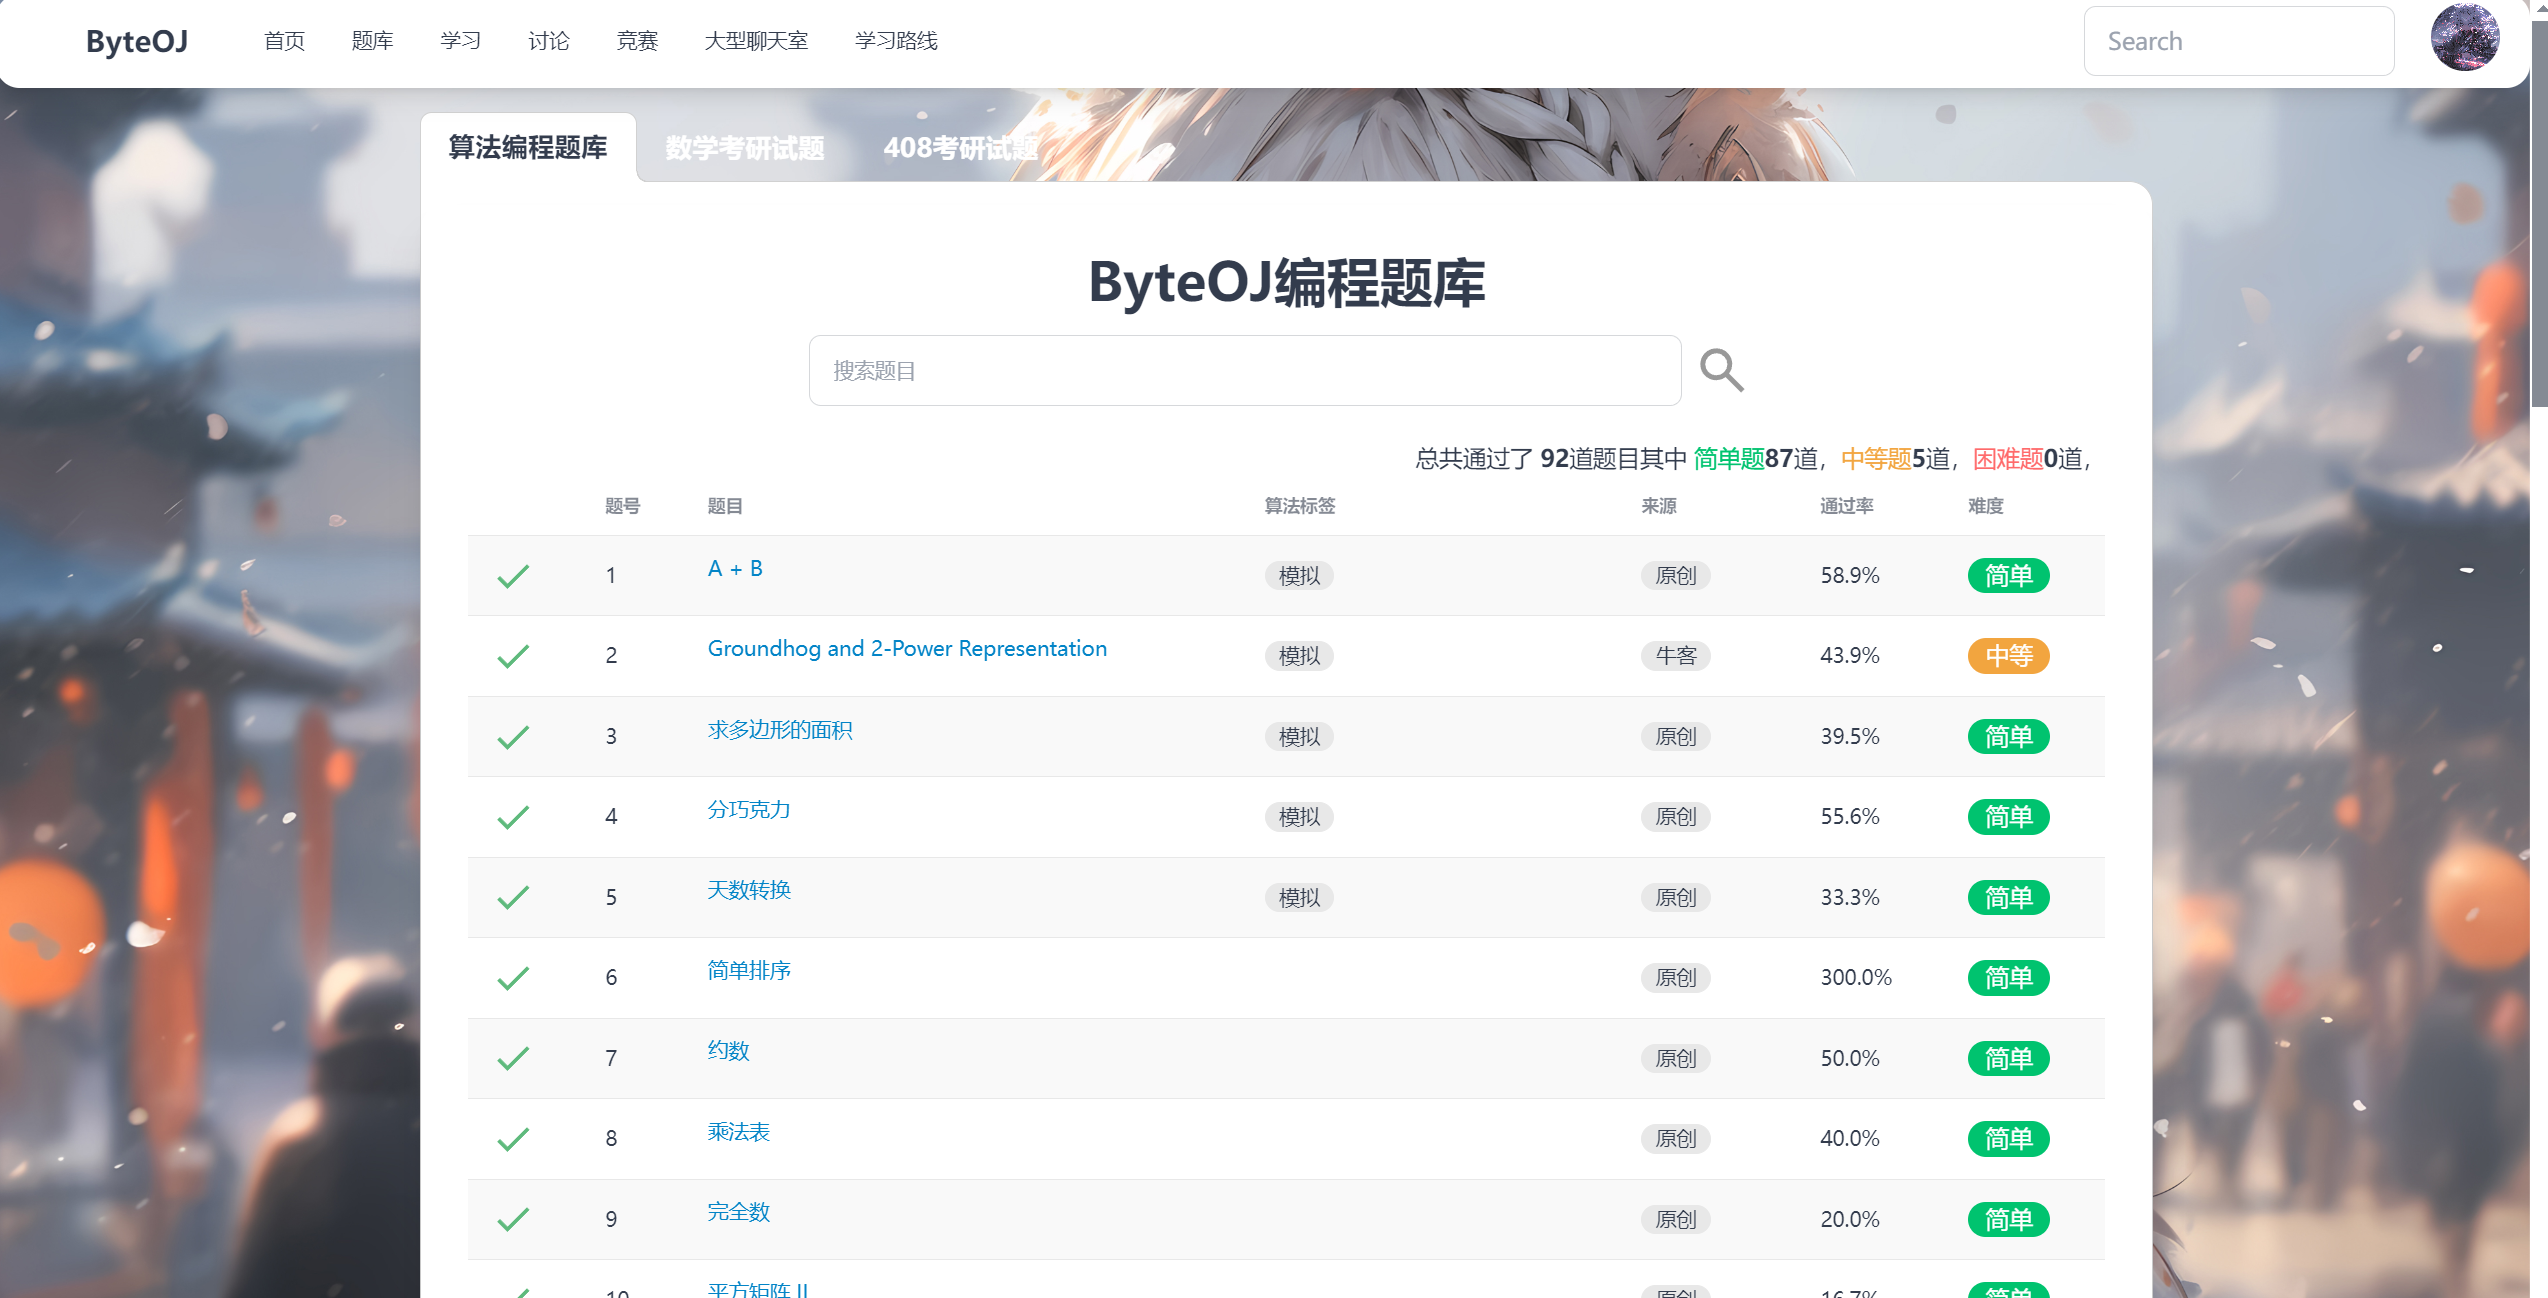 ByteOJ 首页 题库 学习 讨论 竞赛 大型聊天室 学习路线 Search
算法编程题库 数学考研试题 408考研试题
ByteOJ编程题库
搜索题目
总共通过了 92道题目其中 简单题87道，中等题5道，困难题0道，
题号 题目 算法标签 来源 通过率 难度
1 A + B 模拟 原创 58.9% 简单
2 Groundhog and 2-Power Representation 模拟 牛客 43.9% 中等
3 求多边形的面积 模拟 原创 39.5% 简单
4 分巧克力 模拟 原创 55.6% 简单
5 天数转换 模拟 原创 33.3% 简单
6 简单排序 原创 300.0% 简单
7 约数 原创 50.0% 简单
8 乘法表 原创 40.0% 简单
9 完全数 原创 20.0% 简单
10 平方矩阵 II 原创 16.7% 简单